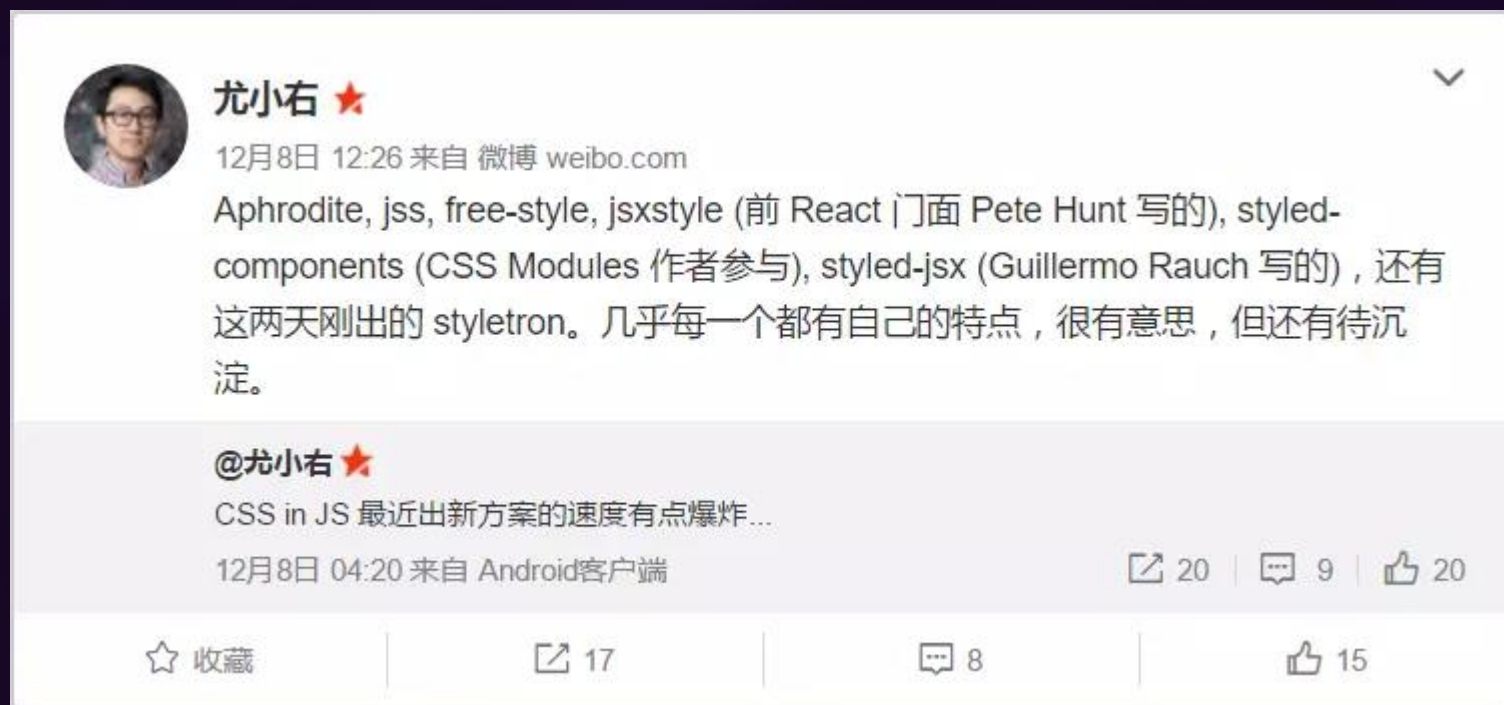 尤小右
12月8日 12:26 来自 微博 weibo.com
Aphrodite, jss, free-style, jsxstyle (前 React 门面 Pete Hunt 写的), styled-
components (CSS Modules 作者参与), styled-jsx (Guillermo Rauch 写的)，还有
这两天刚出的 styletron。几乎每一个都有自己的特点，很有意思，但还有待沉
淀。
@尤小右
CSS in JS 最近出新方案的速度有点爆炸...
12月8日 04:20 来自 Android客户端 20 9 20
收藏 17 8 15